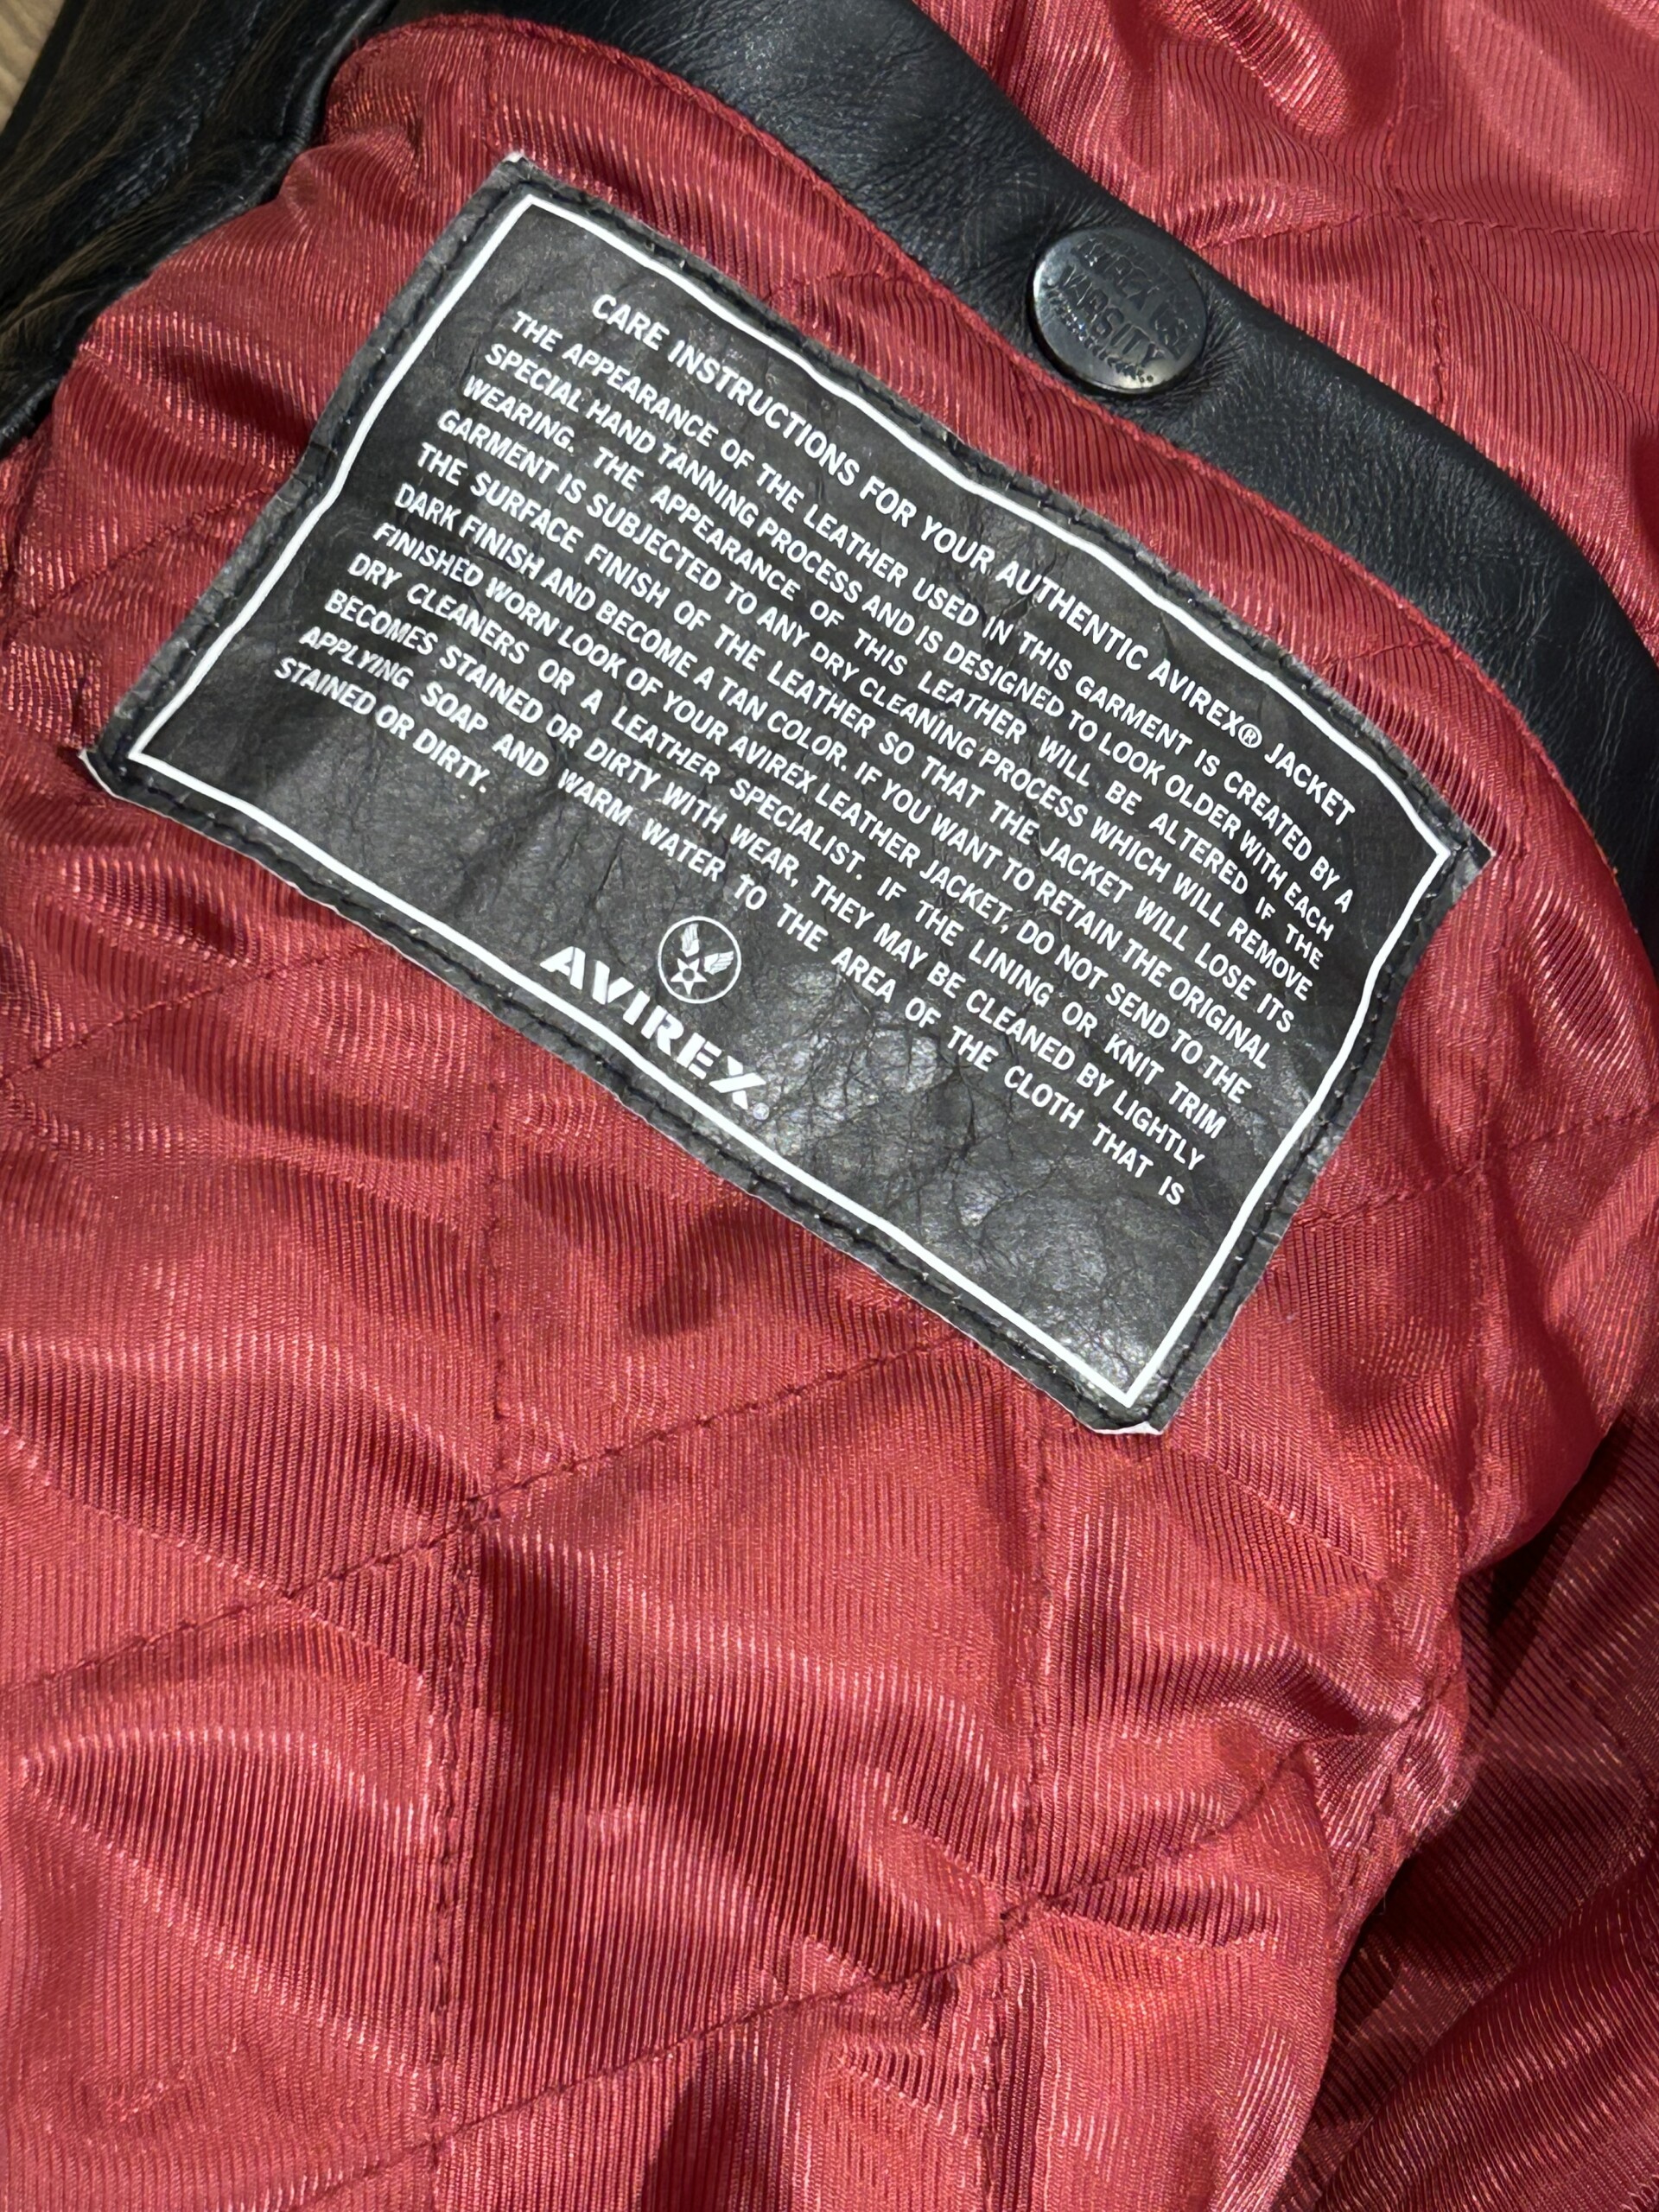 CARE INSTRUCTIONS FOR YOUR AUTHENTIC AVIREX® JACKET
THE APPEARANCE OF THE LEATHER USED IN THIS GARMENT IS CREATED BY A
SPECIAL HAND TANNING PROCESS AND IS DESIGNED TO LOOK OLDER WITH EACH
WEARING. THE APPEARANCE OF THIS LEATHER WILL BE ALTERED IF THE
GARMENT IS SUBJECTED TO ANY DRY CLEANING PROCESS WHICH WILL REMOVE
THE SURFACE FINISH OF THE LEATHER SO THAT THE JACKET WILL LOSE ITS
DARK FINISH AND BECOME A TAN COLOR. IF YOU WANT TO RETAIN THE ORIGINAL
FINISHED WORN LOOK OF YOUR AVIREX LEATHER JACKET, DO NOT SEND TO THE
DRY CLEANERS OR A LEATHER SPECIALIST. IF THE LINING OR KNIT TRIM
BECOMES STAINED OR DIRTY WITH WEAR, THEY MAY BE CLEANED BY LIGHTLY
APPLYING SOAP AND WARM WATER TO THE AREA OF THE CLOTH THAT IS
STAINED OR DIRTY.
AVIREX®
VARSITY